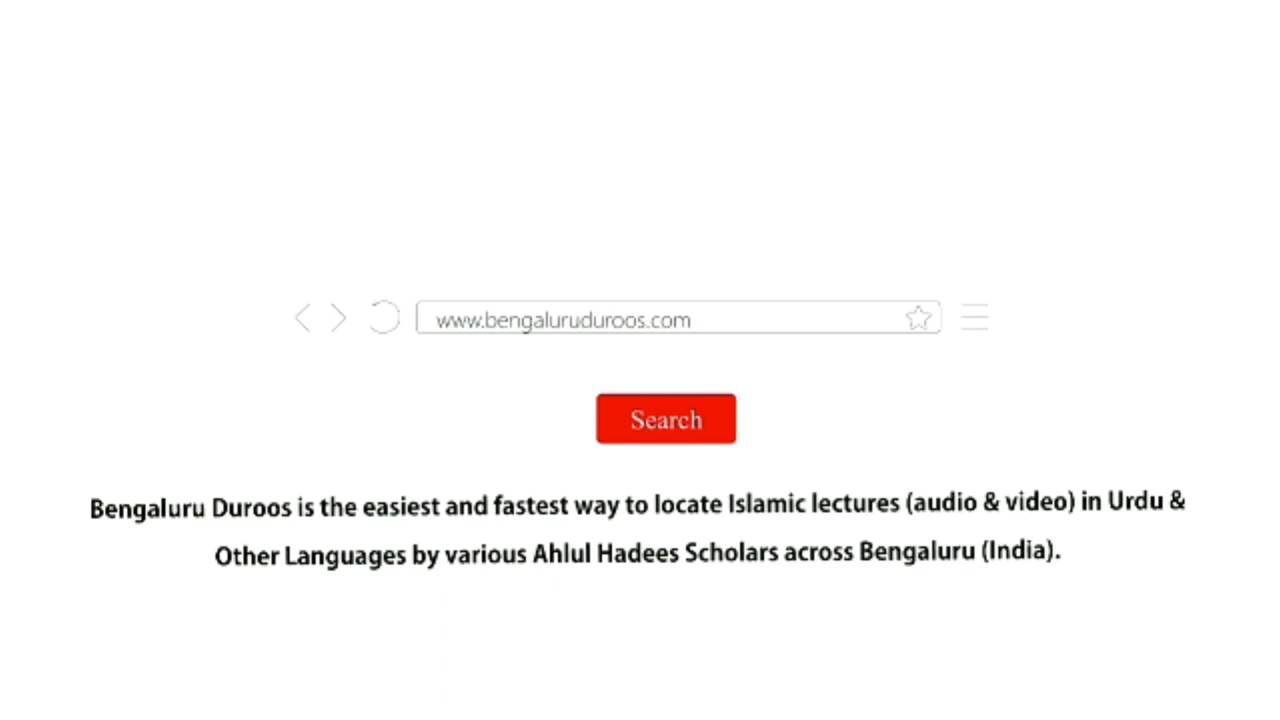 www.bengaluruduroos.com
Search
Bengaluru Duroos is the easiest and fastest way to locate Islamic lectures (audio & video) in Urdu &
Other Languages by various Ahlul Hadees Scholars across Bengaluru (India).